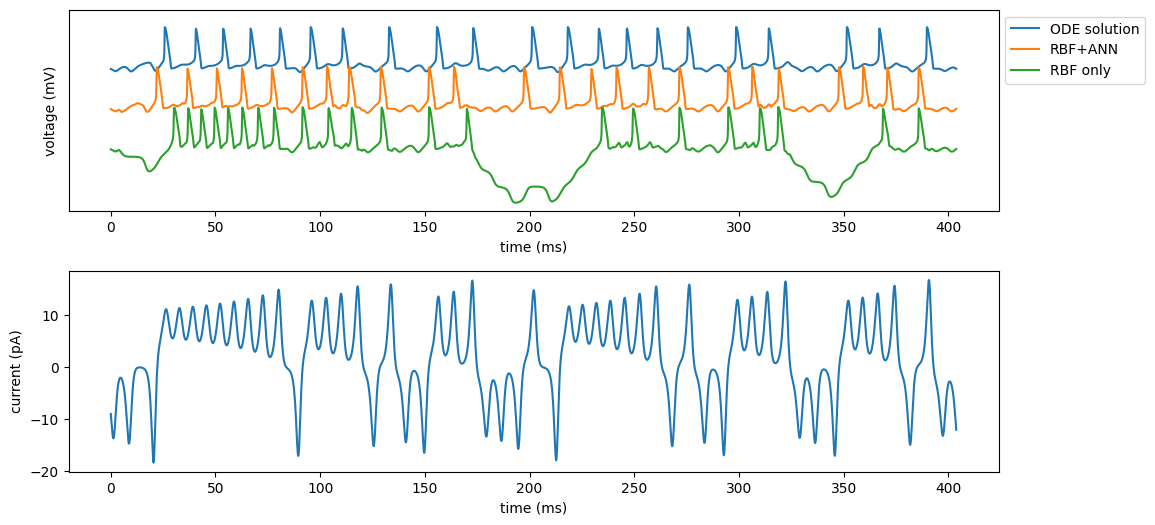 ODE solution
RBF+ANN
RBF only
voltage (mV)
0 50 100 150 200 250 300 350 400
time (ms)
10
0
−10
−20
current (pA)
0 50 100 150 200 250 300 350 400
time (ms)